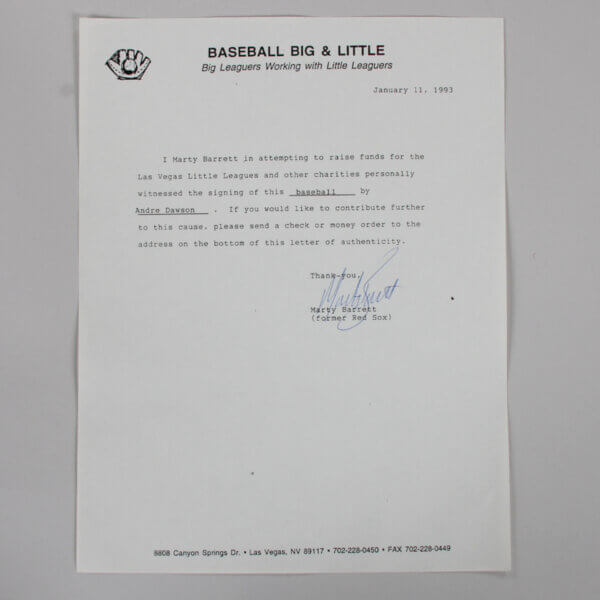 BASEBALL BIG & LITTLE
Big Leaguers Working with Little Leaguers
January 11, 1993
I Marty Barrett in attempting to raise funds for the
Las Vegas Little Leagues and other charities personally
witnessed the signing of this baseball by
Andre Dawson . If you would like to contribute further
to this cause, please send a check or money order to the
address on the bottom of this letter of authenticity.
Thank-you,
Marty Barrett
Marty Barrett
(former Red Sox)
8808 Canyon Springs Dr. • Las Vegas, NV 89117 • 702-228-0450 • FAX 702-228-0449